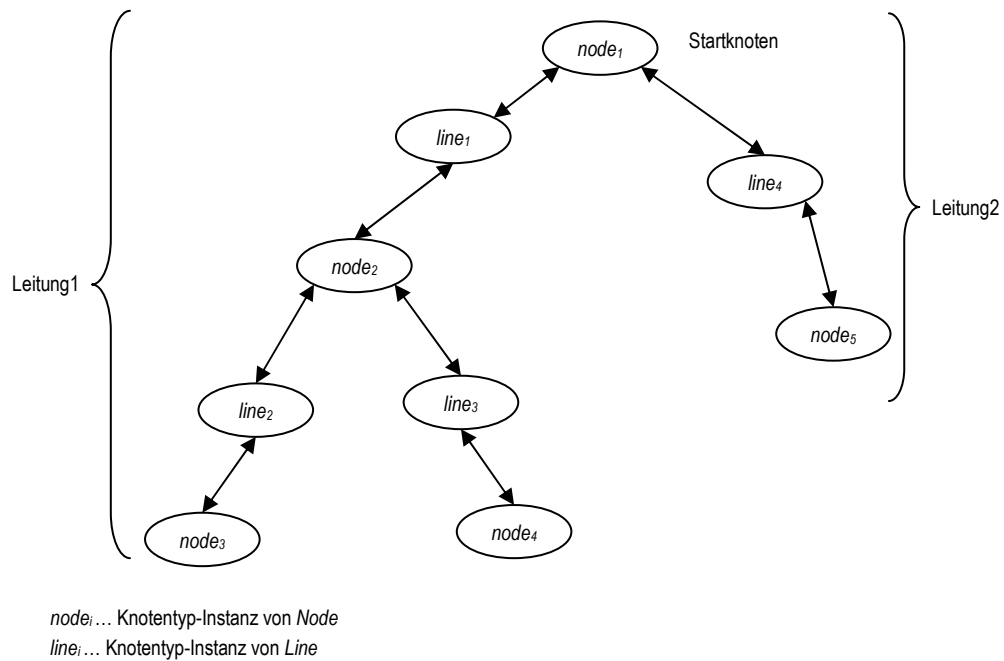 node1
Startknoten
line1
line4
Leitung2
node2
Leitung1
node5
line2
line3
node3
node4
nodei… Knotentyp-Instanz von Node
linei… Knotentyp-Instanz von Line